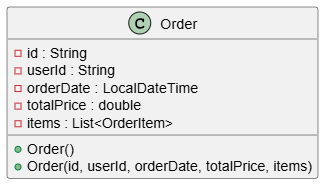 C Order
id : String
userId : String
orderDate : LocalDateTime
totalPrice : double
items : List<OrderItem>
Order()
Order(id, userId, orderDate, totalPrice, items)